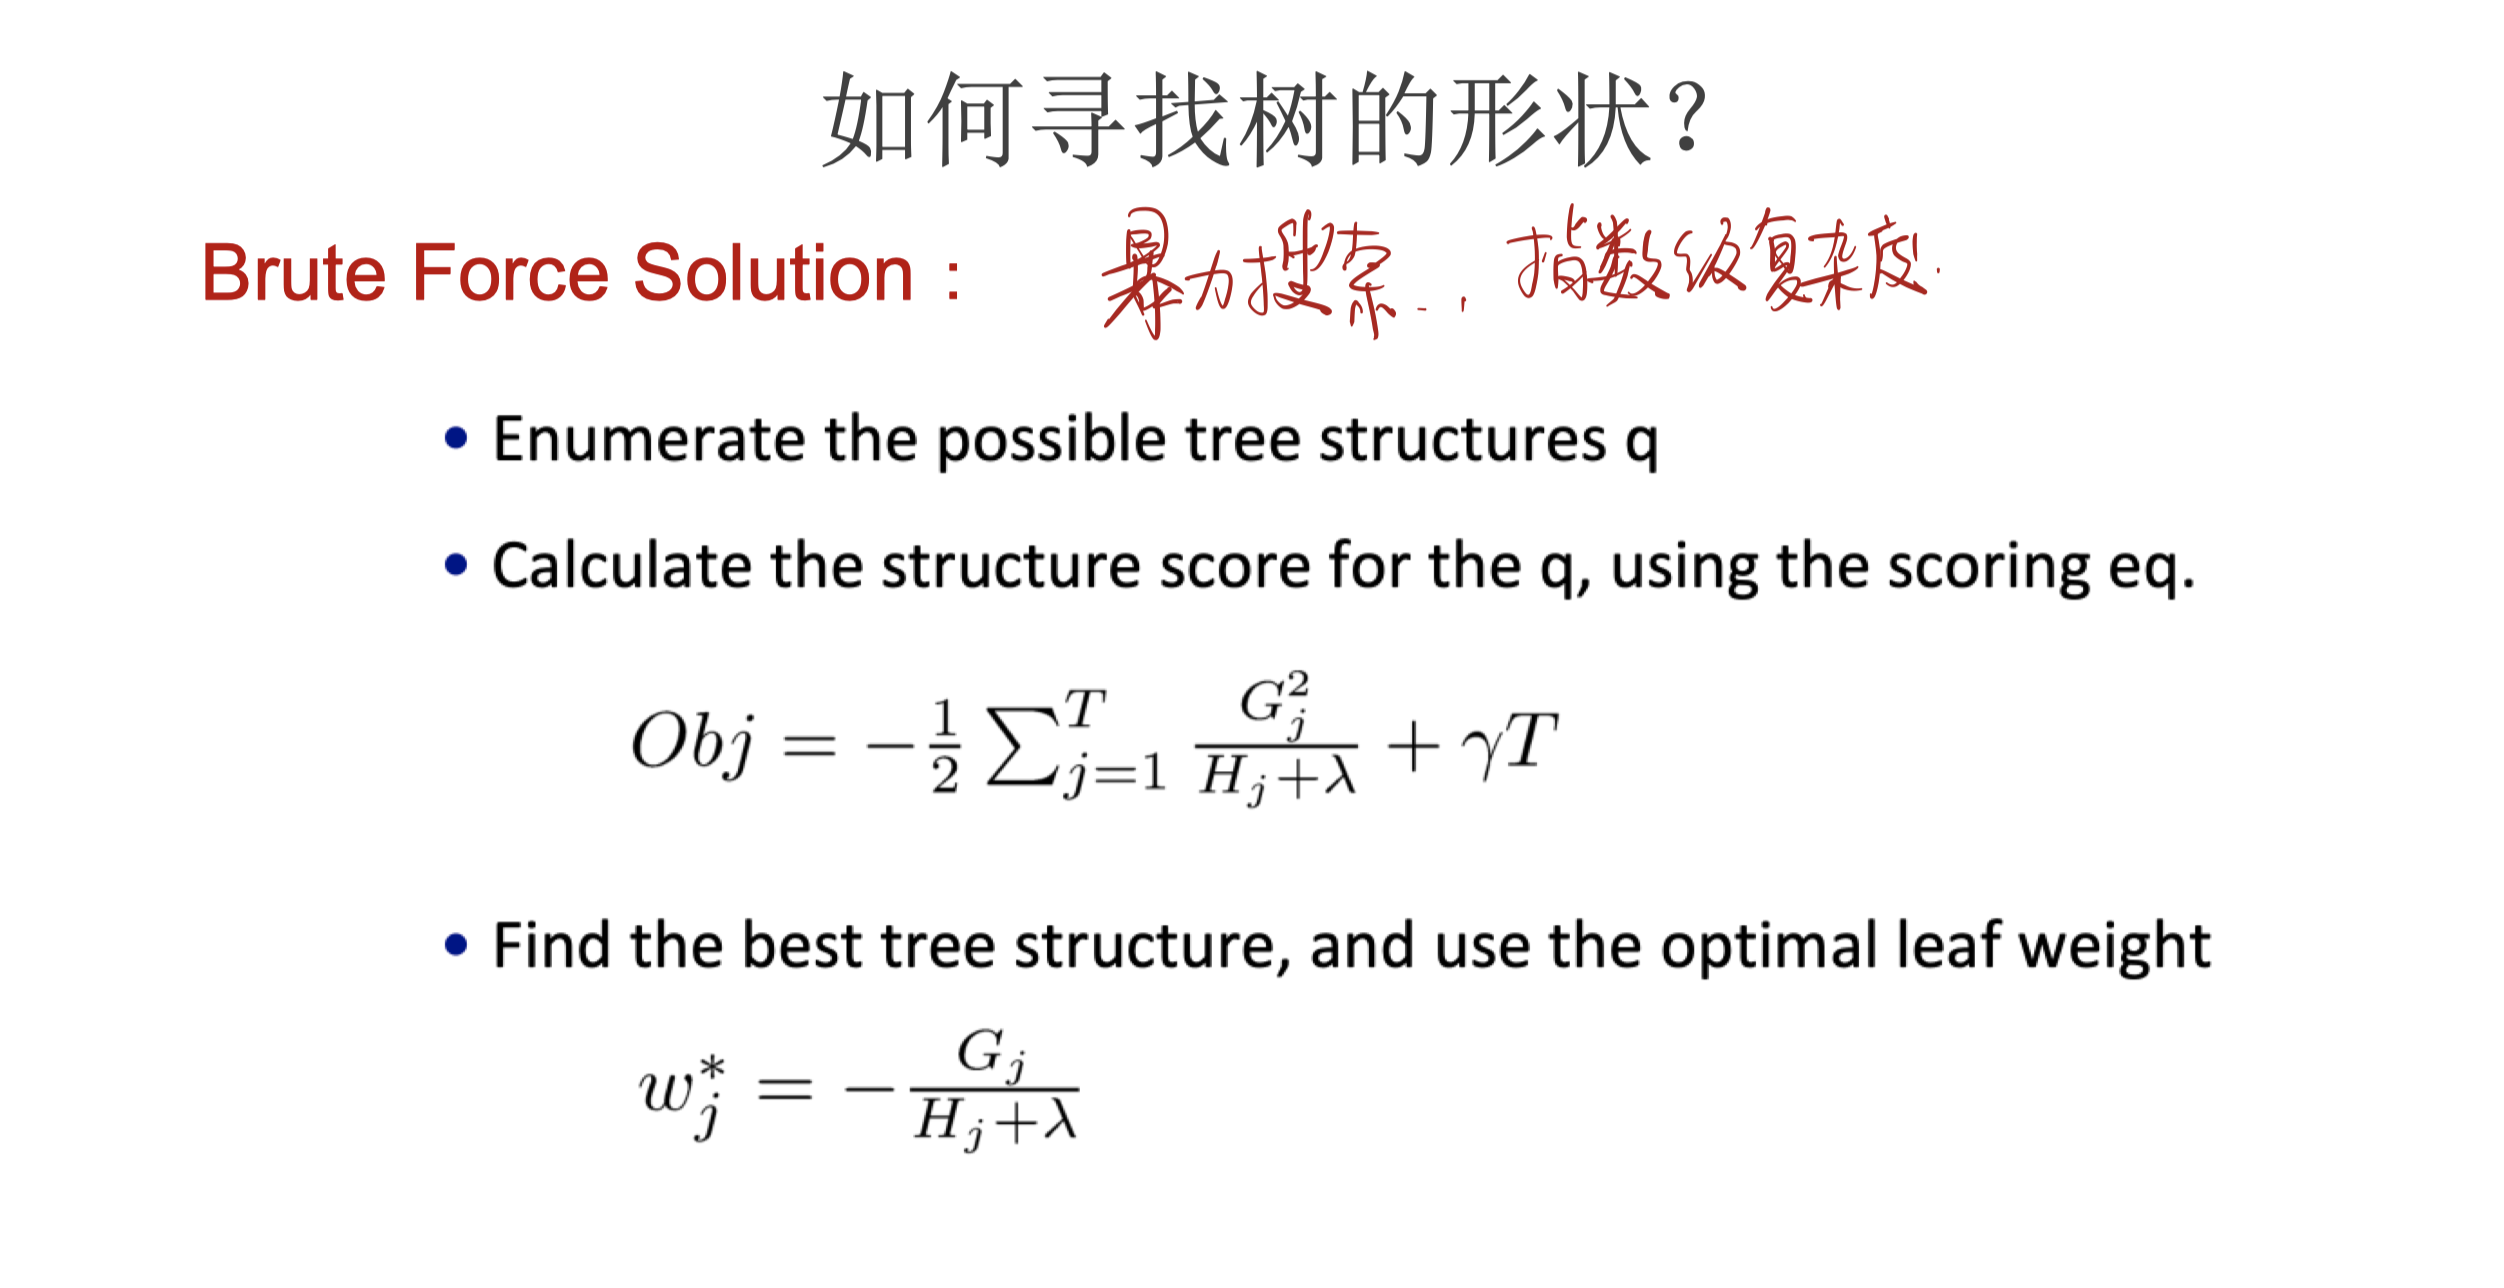 如何寻找树的形状？
Brute Force Solution : 暴力搜索. , 指数级复杂度.
• Enumerate the possible tree structures q
• Calculate the structure score for the q, using the scoring eq.
Obj = −\frac{1}{2} \sum_{j=1}^{T} \frac{G_j^2}{H_j+λ} + γT
• Find the best tree structure, and use the optimal leaf weight
w_j^* = −\frac{G_j}{H_j+λ}